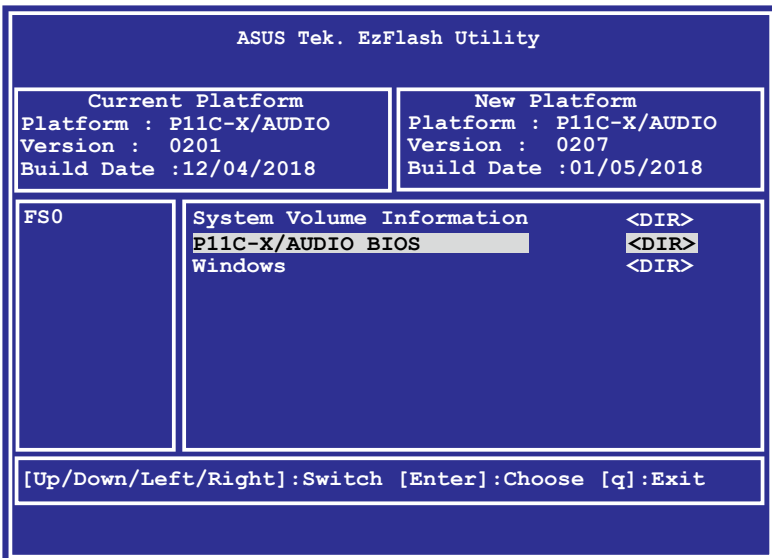 ASUS Tek. EzFlash Utility
Current Platform
Platform : P11C-X/AUDIO
Version : 0201
Build Date :12/04/2018
New Platform
Platform : P11C-X/AUDIO
Version : 0207
Build Date :01/05/2018
FS0
System Volume Information <DIR>
P11C-X/AUDIO BIOS <DIR>
Windows <DIR>
[Up/Down/Left/Right]:Switch [Enter]:Choose [q]:Exit